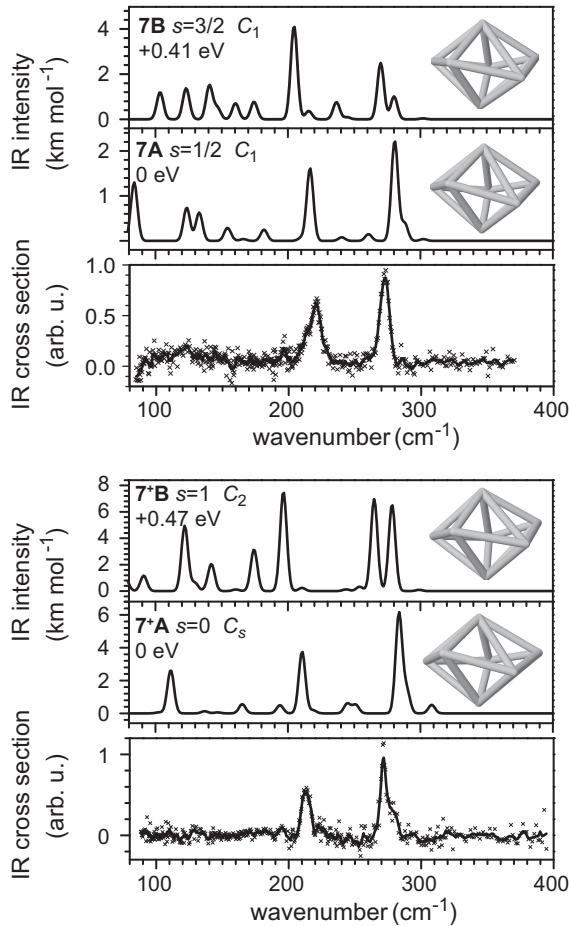 IR intensity
(km mol⁻¹)
4
2
0
7B s=3/2 C₁
+0.41 eV
2
1
7A s=1/2 C₁
0 eV
IR cross section
(arb. u.)
1.0
0.5
0.0
100 200 300 400
wavenumber (cm⁻¹)
IR intensity
(km mol⁻¹)
8
6
4
2
0
7⁺B s=1 C₂
+0.47 eV
6
4
2
0
7⁺A s=0 Cₛ
0 eV
IR cross section
(arb. u.)
1
0
100 200 300 400
wavenumber (cm⁻¹)